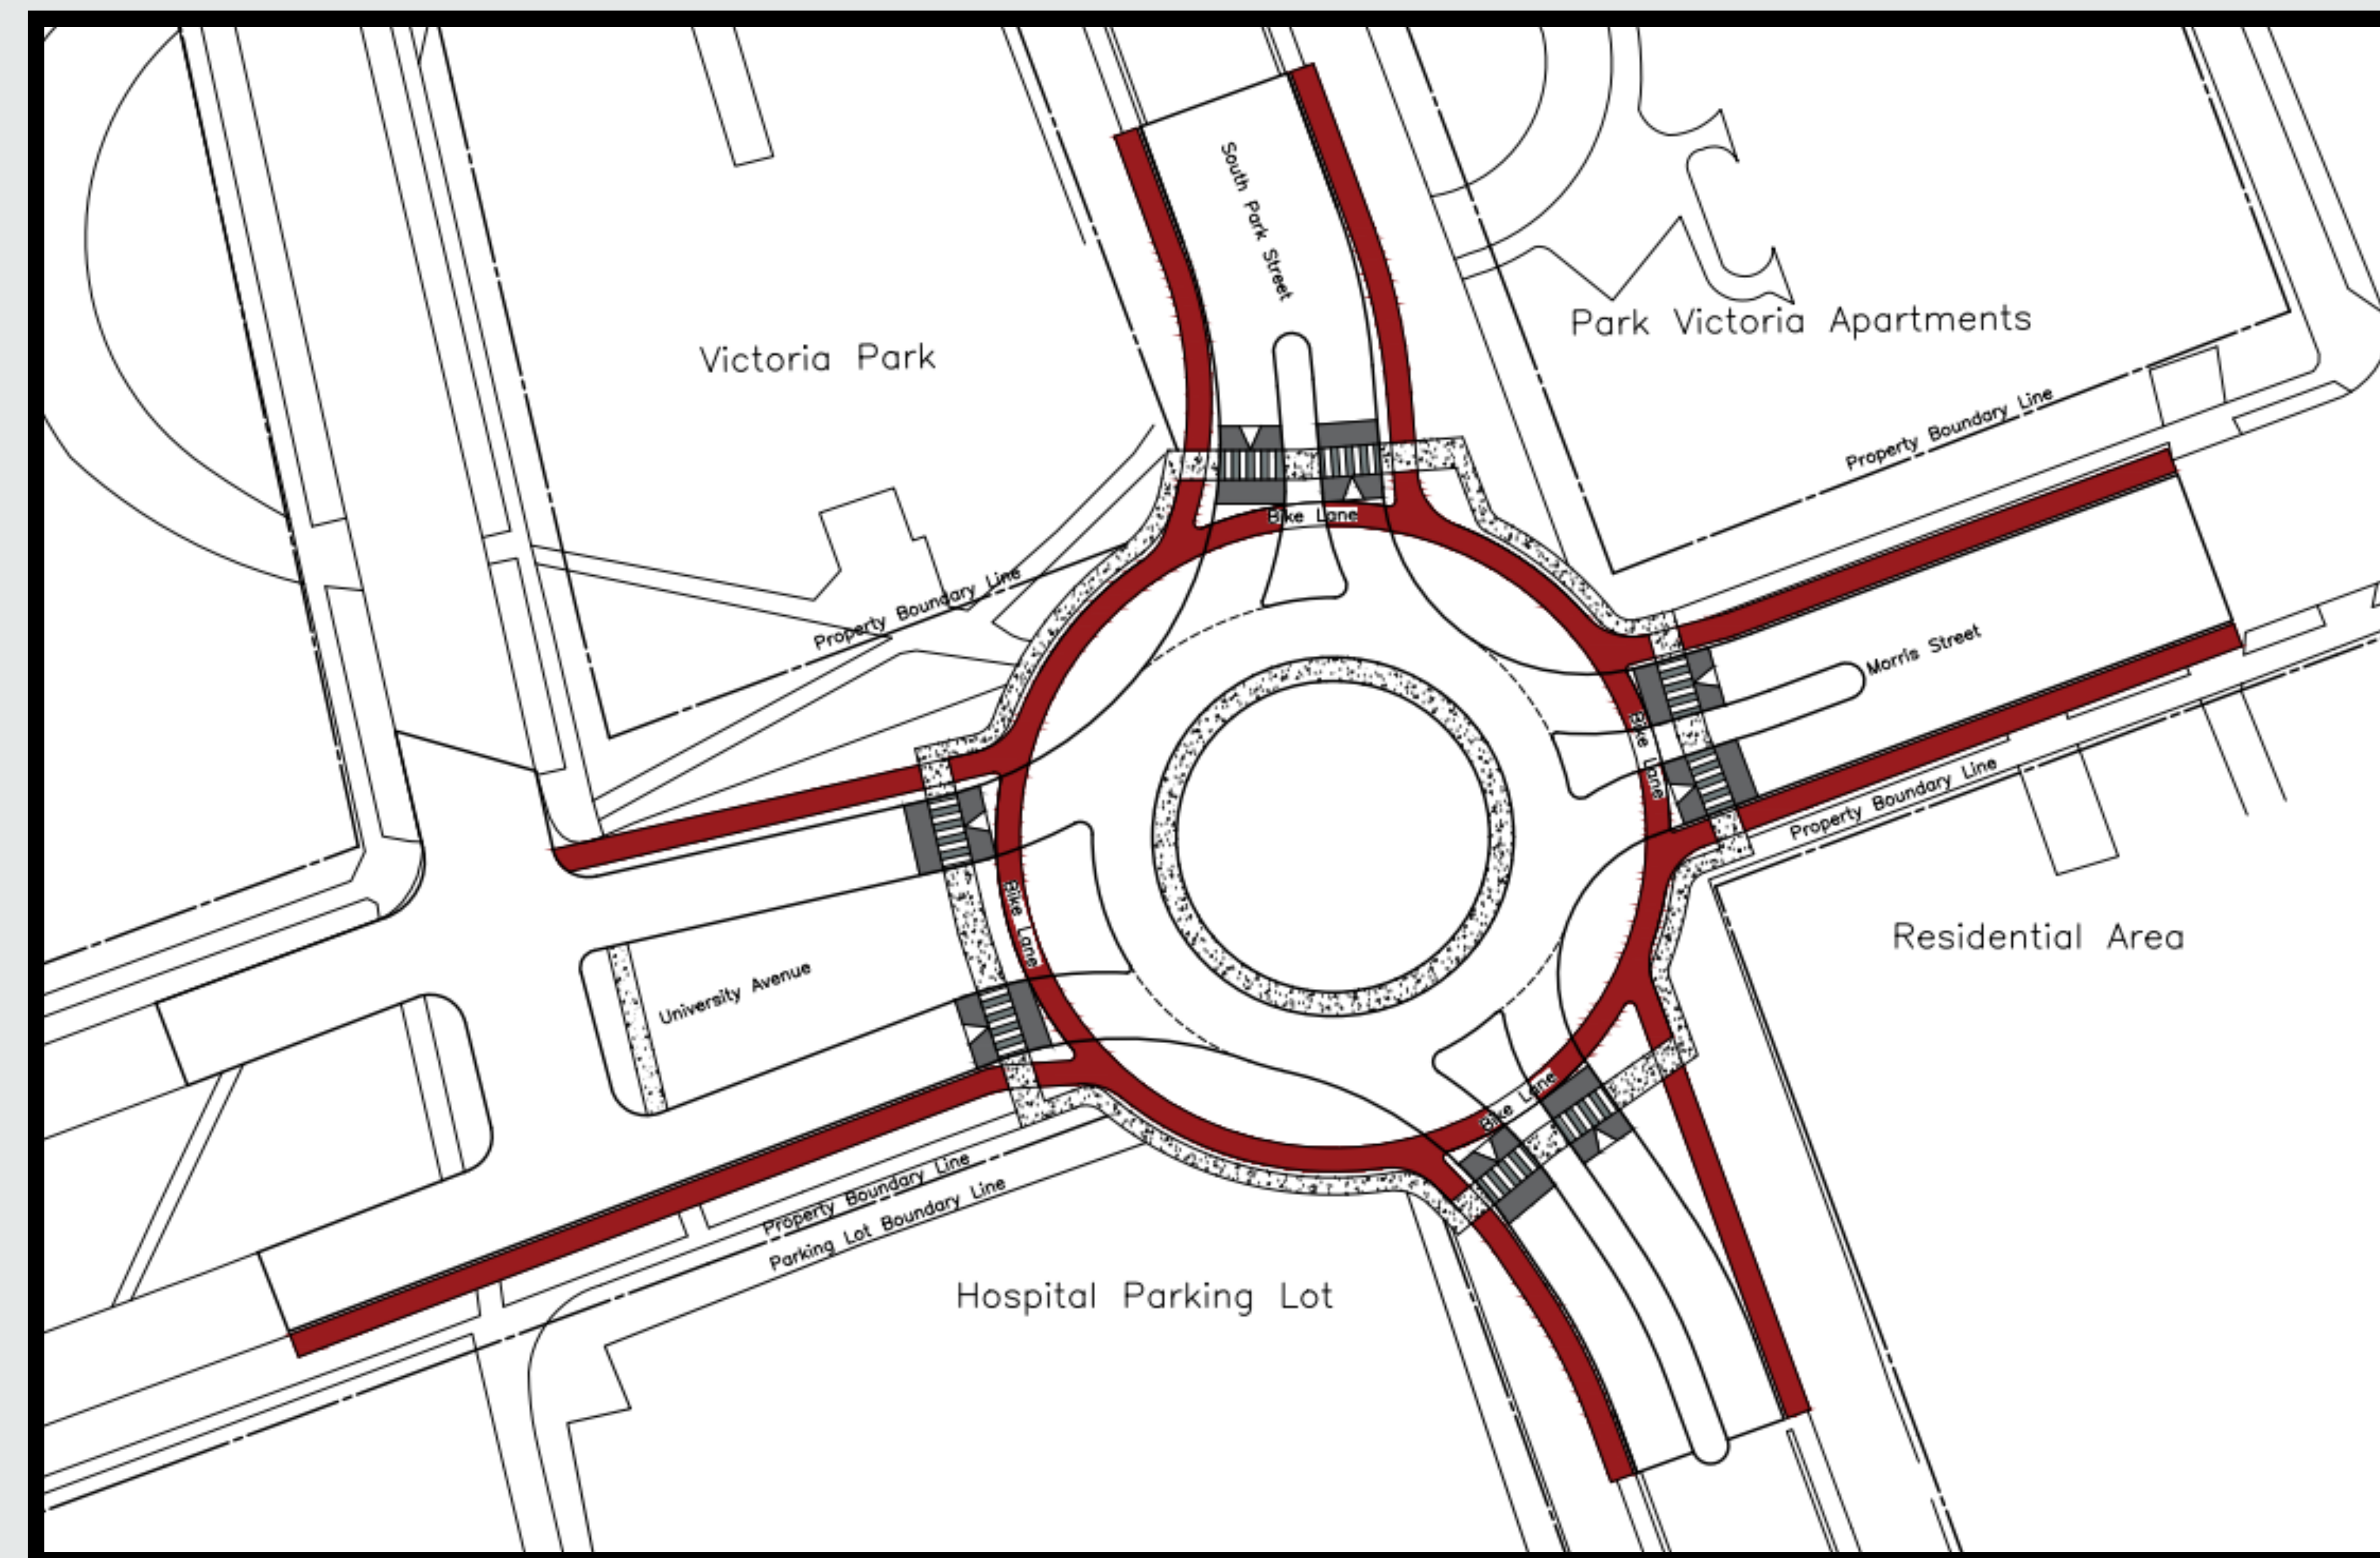 South Park Street
Victoria Park
Park Victoria Apartments
Property Boundary Line
Bike Lane
Property Boundary Line
Morris Street
Bike Lane
Property Boundary Line
Bike Lane
Residential Area
University Avenue
Bike Lane
Property Boundary Line
Parking Lot Boundary Line
Hospital Parking Lot